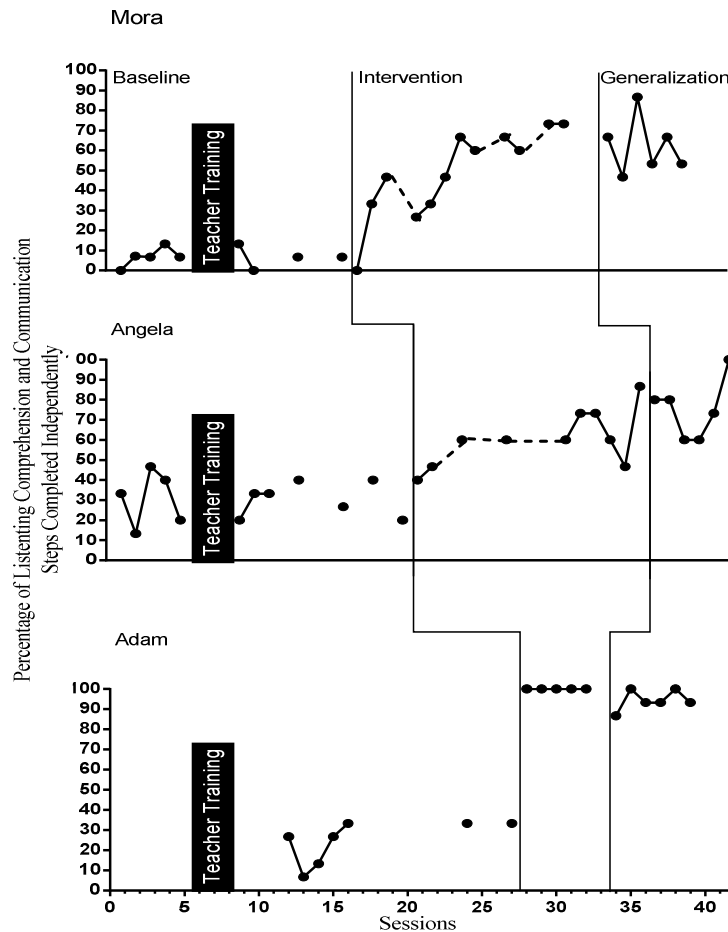 Mora
Baseline
Intervention
Generalization
100
90
80
70
60
50
40
30
20
10
0
Teacher Training
Percentage of Listenting Comprehension and Communication
Steps Completed Independently
Angela
00
90
80
70
60
50
40
30
20
10
0
Teacher Training
Adam
100
90
80
70
60
50
40
30
20
10
0
Teacher Training
0 5 10 15 20 25 30 35 40
Sessions